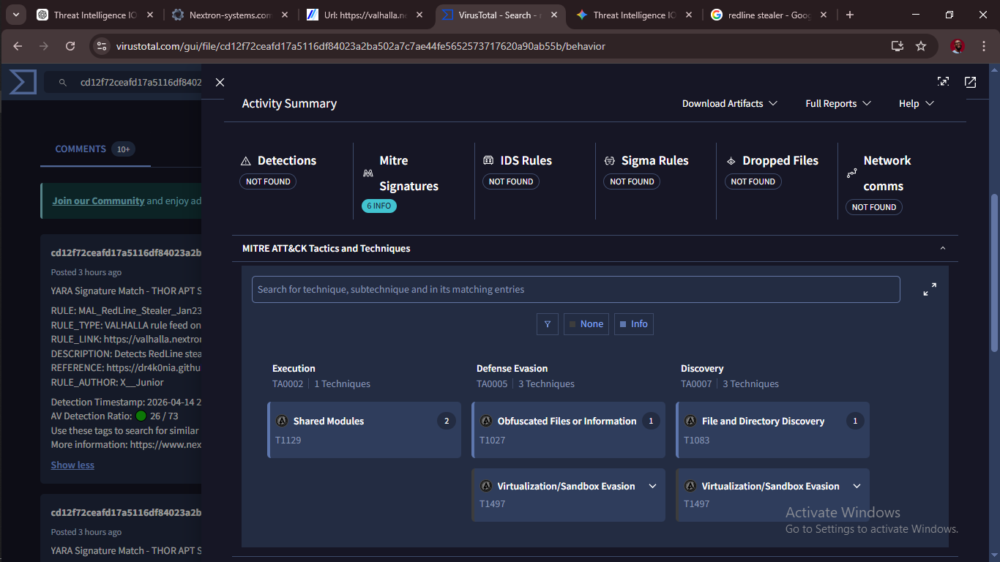 Threat Intelligence IO
Nextron-systems.com
Url: https://valhalla.ne
VirusTotal - Search -
Threat Intelligence IO
redline stealer - Goog
virustotal.com/gui/file/cd12f72ceafd17a5116df84023a2ba502a7c7ae44fe5652573717620a90ab55b/behavior
cd12f72ceafd17a5116df8402
COMMENTS 10+
Join our Community and enjoy ad
cd12f72ceafd17a5116df84023a2b
Posted 3 hours ago
YARA Signature Match - THOR APT S
RULE: MAL_RedLine_Stealer_Jan23
RULE_TYPE: VALHALLA rule feed on
RULE_LINK: https://valhalla.nextron
DESCRIPTION: Detects RedLine stea
REFERENCE: https://dr4k0nia.githu
RULE_AUTHOR: X__Junior
Detection Timestamp: 2026-04-14 2
AV Detection Ratio: 26 / 73
Use these tags to search for similar
More information: https://www.nex
Show less
cd12f72ceafd17a5116df84023a2b
Posted 3 hours ago
YARA Signature Match - THOR APT S
Activity Summary
Download Artifacts
Full Reports
Help
Detections
NOT FOUND
Mitre
Signatures
6 INFO
IDS Rules
NOT FOUND
Sigma Rules
NOT FOUND
Dropped Files
NOT FOUND
Network
comms
NOT FOUND
MITRE ATT&CK Tactics and Techniques
Search for technique, subtechnique and in its matching entries
None
Info
Execution
TA0002 1 Techniques
Shared Modules 2
T1129
Defense Evasion
TA0005 3 Techniques
Obfuscated Files or Information 1
T1027
Virtualization/Sandbox Evasion
T1497
Discovery
TA0007 3 Techniques
File and Directory Discovery 1
T1083
Virtualization/Sandbox Evasion
T1497
Activate Windows
Go to Settings to activate Windows.